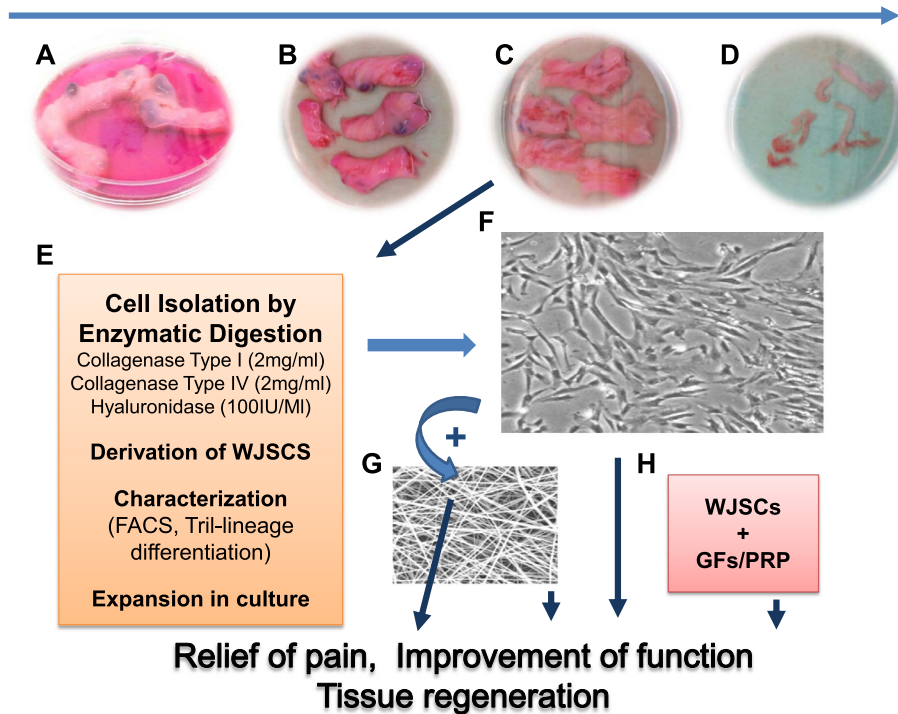 A
B
C
D
E
Cell Isolation by
Enzymatic Digestion
Collagenase Type I (2mg/ml)
Collagenase Type IV (2mg/ml)
Hyaluronidase (100IU/Ml)
Derivation of WJSCS
Characterization
(FACS, Tril-lineage
differentiation)
Expansion in culture
F
+
G
H
WJSCs
+
GFs/PRP
Relief of pain, Improvement of function
Tissue regeneration